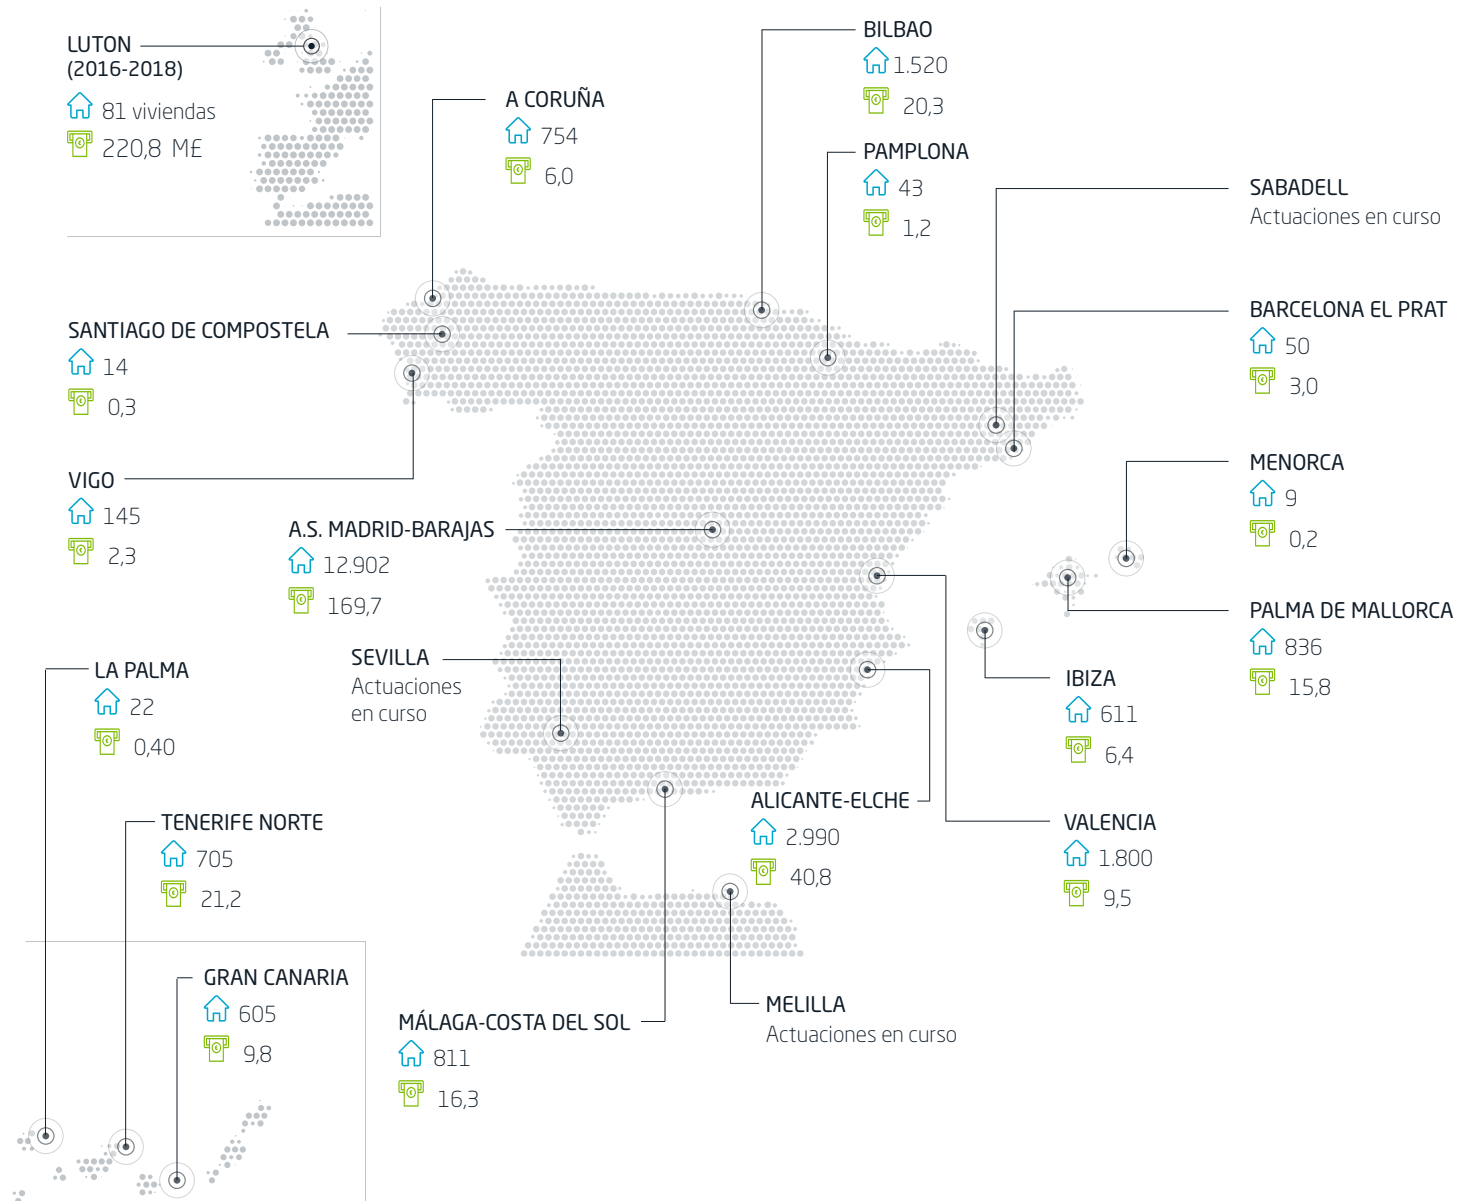 LUTON
(2016-2018)
81 viviendas
220,8 M£
A CORUÑA
754
6,0
BILBAO
1.520
20,3
PAMPLONA
43
1,2
SABADELL
Actuaciones en curso
SANTIAGO DE COMPOSTELA
14
0,3
BARCELONA EL PRAT
50
3,0
VIGO
145
2,3
MENORCA
9
0,2
A.S. MADRID-BARAJAS
12.902
169,7
PALMA DE MALLORCA
836
15,8
SEVILLA
Actuaciones
en curso
LA PALMA
22
0,40
IBIZA
611
6,4
ALICANTE-ELCHE
2.990
40,8
VALENCIA
1.800
9,5
TENERIFE NORTE
705
21,2
GRAN CANARIA
605
9,8
MÁLAGA-COSTA DEL SOL
811
16,3
MELILLA
Actuaciones en curso